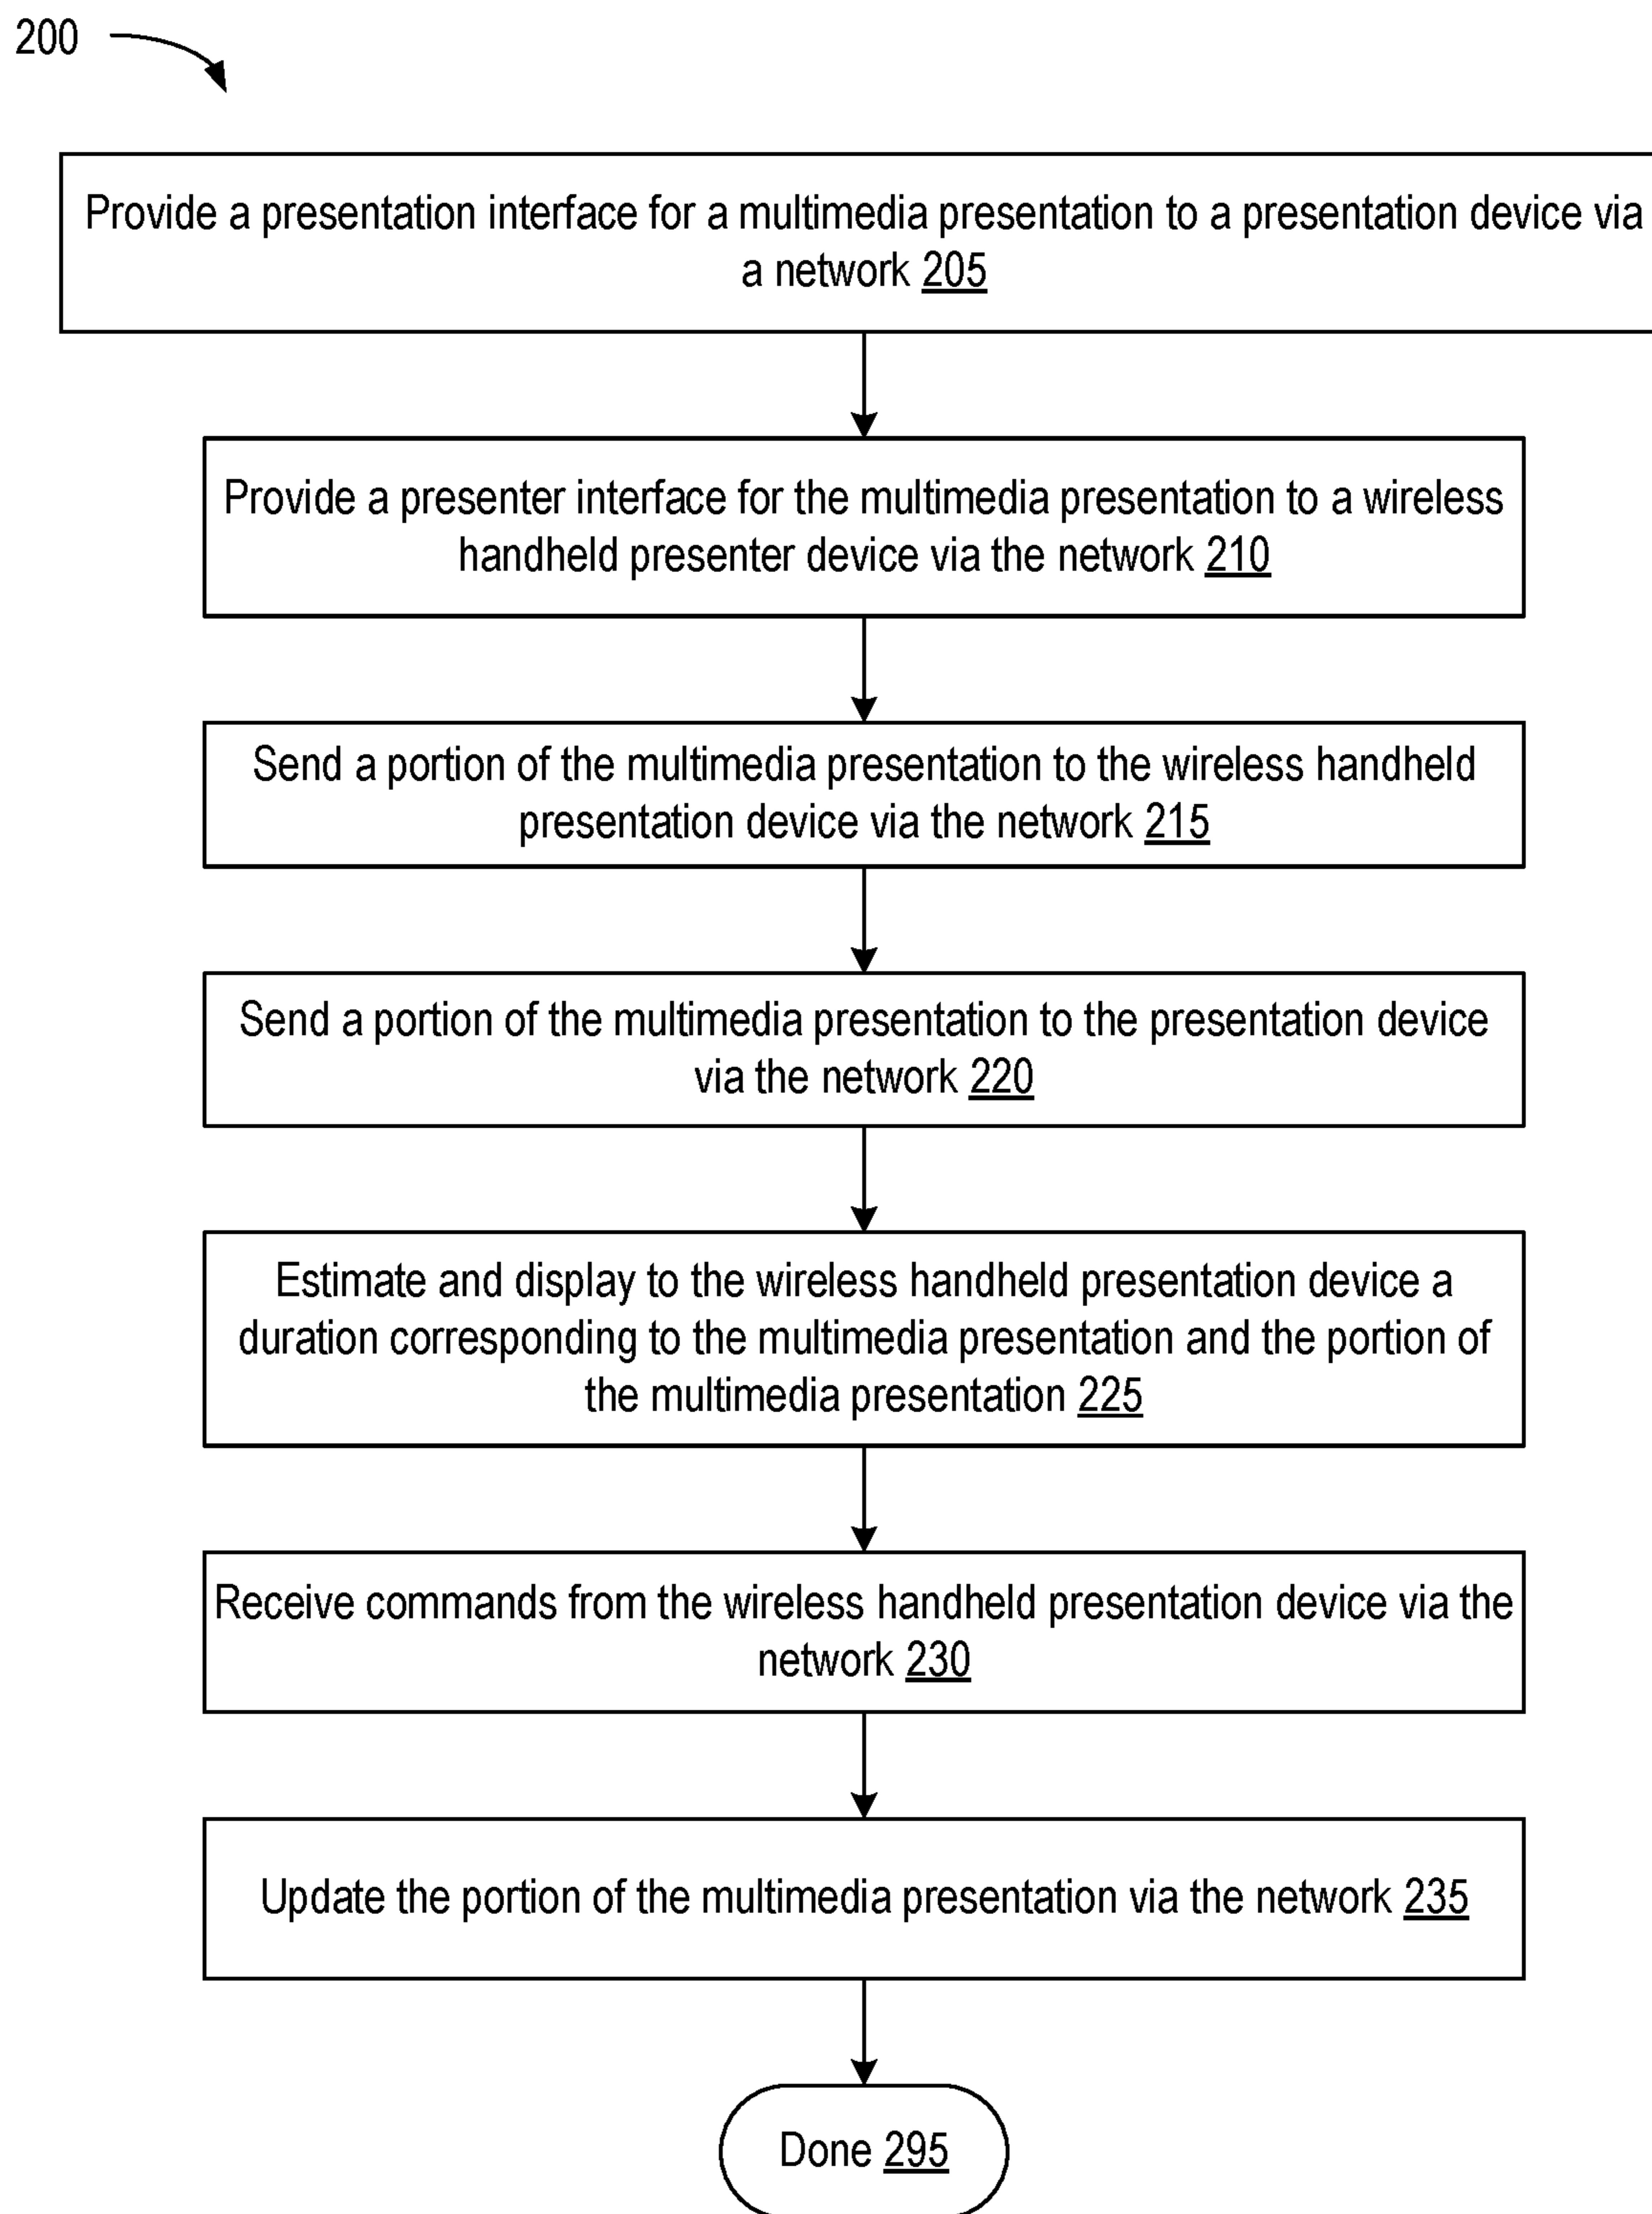 200
Provide a presentation interface for a multimedia presentation to a presentation device via
a network 205
Provide a presenter interface for the multimedia presentation to a wireless
handheld presenter device via the network 210
Send a portion of the multimedia presentation to the wireless handheld
presentation device via the network 215
Send a portion of the multimedia presentation to the presentation device
via the network 220
Estimate and display to the wireless handheld presentation device a
duration corresponding to the multimedia presentation and the portion of
the multimedia presentation 225
Receive commands from the wireless handheld presentation device via the
network 230
Update the portion of the multimedia presentation via the network 235
Done 295